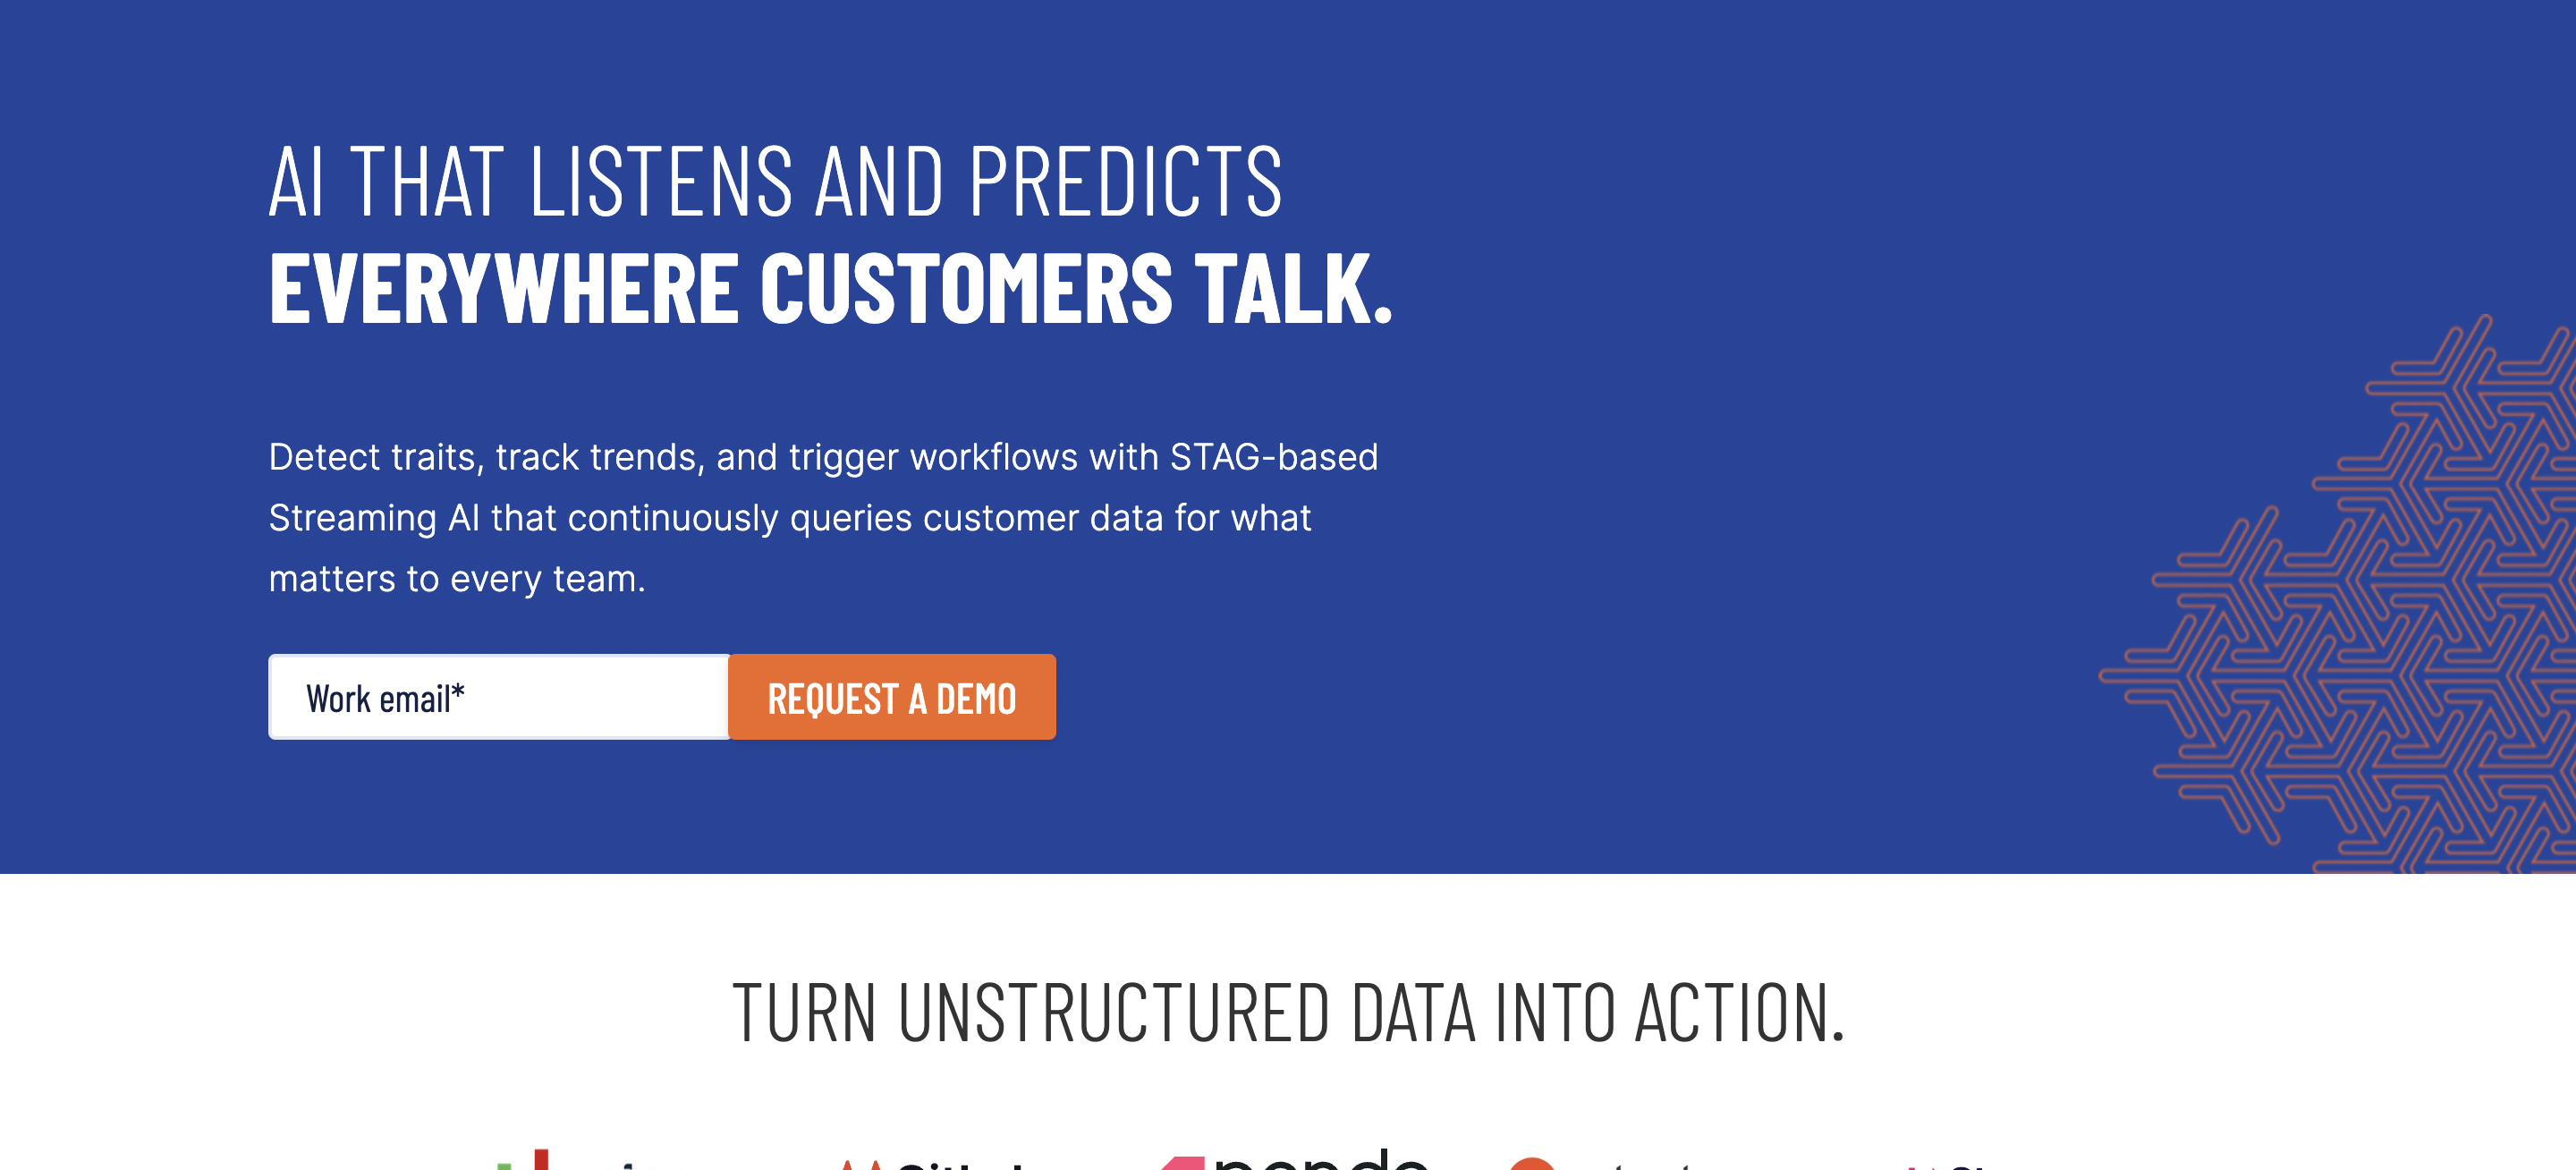 AI THAT LISTENS AND PREDICTS
EVERYWHERE CUSTOMERS TALK.
Detect traits, track trends, and trigger workflows with STAG-based
Streaming AI that continuously queries customer data for what
matters to every team.
Work email*
REQUEST A DEMO
TURN UNSTRUCTURED DATA INTO ACTION.